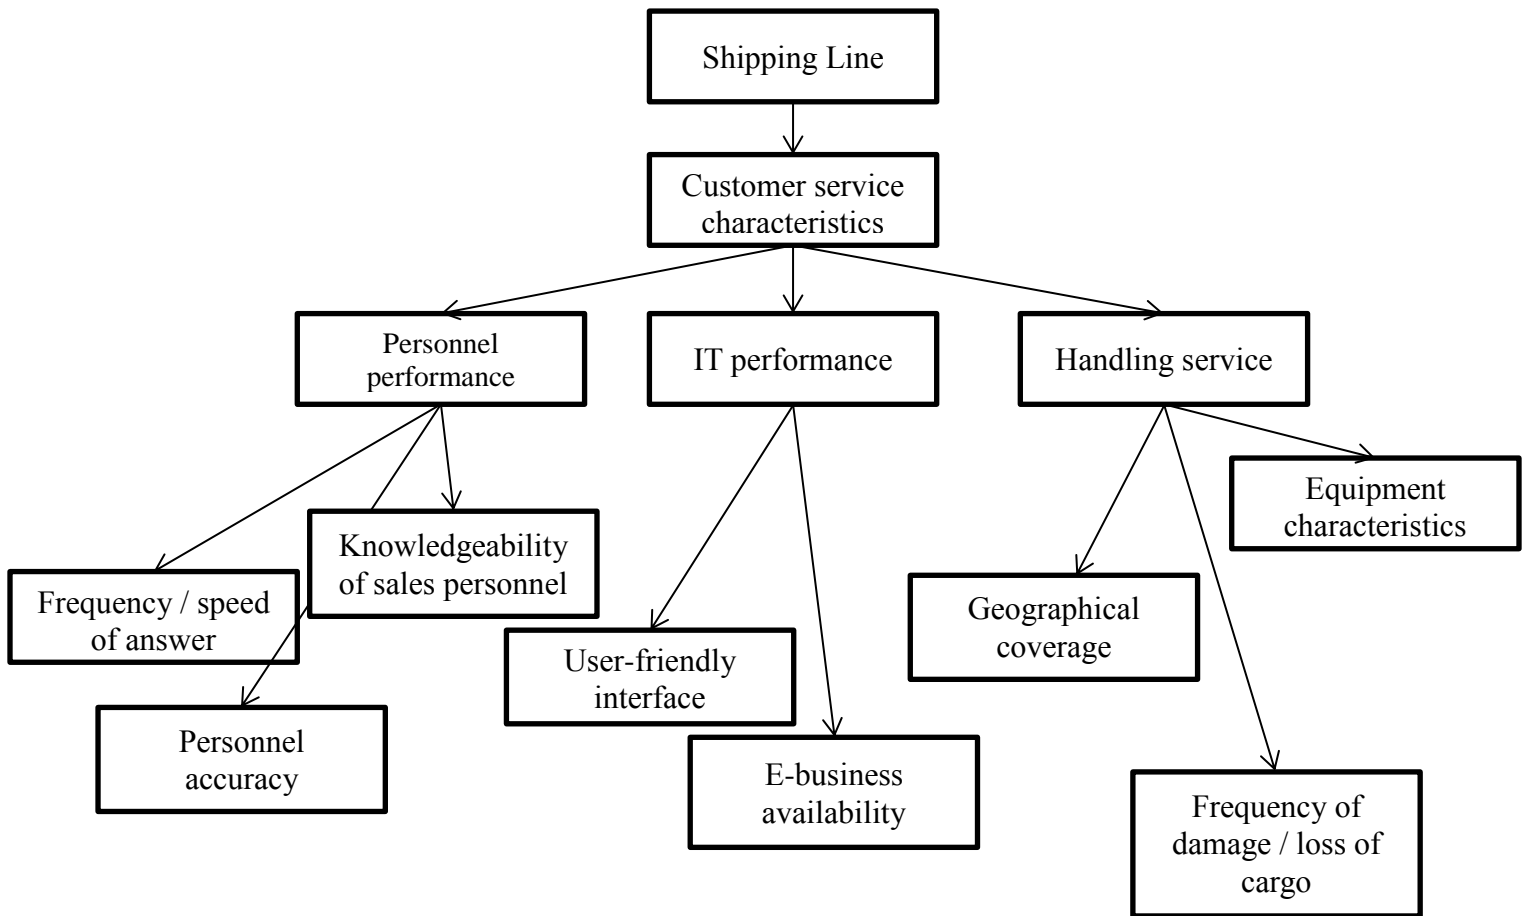 Shipping Line
Customer service
characteristics
Personnel
performance
IT performance
Handling service
Equipment
characteristics
Knowledgeability
of sales personnel
Frequency / speed
of answer
Geographical
coverage
User-friendly
interface
Personnel
accuracy
E-business
availability
Frequency of
damage / loss of
cargo